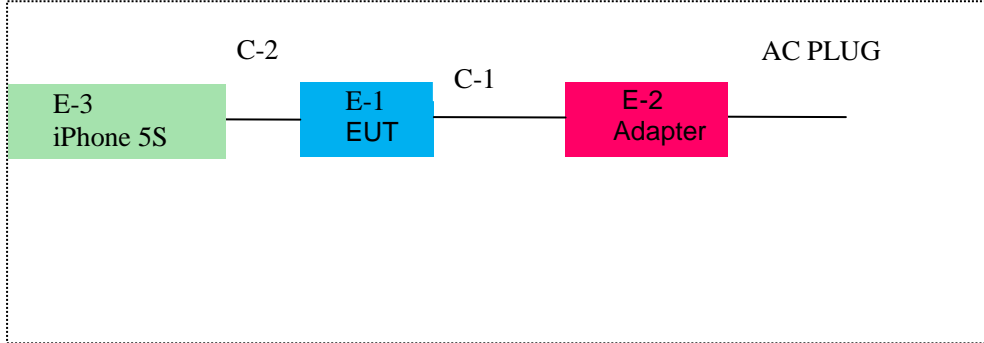 C-2
AC PLUG
C-1
E-3
iPhone 5S
E-1
EUT
E-2
Adapter